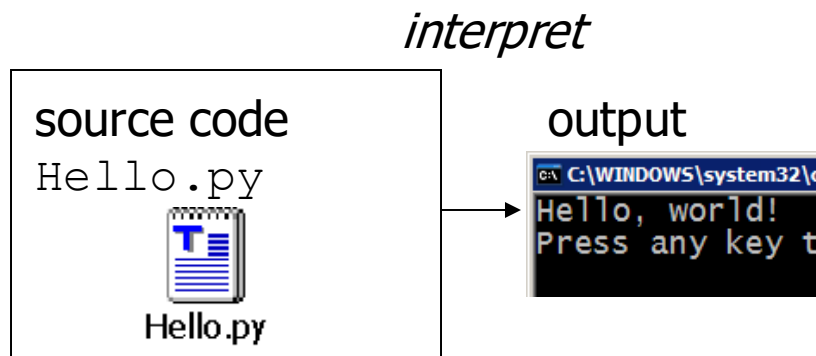 interpret
source code
Hello.py
Hello.py
output
C:\WINDOWS\system32\c
Hello, world!
Press any key t